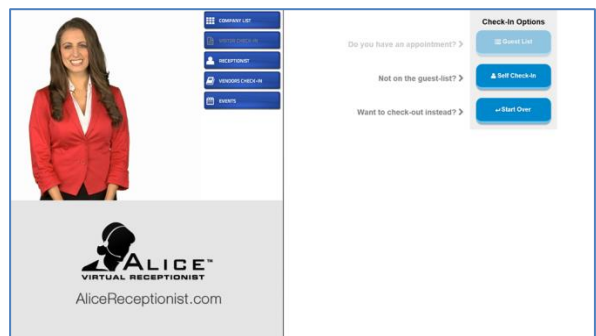 COMPANY LIST
VISITOR CHECK-IN
RECEPTIONIST
VENDORS CHECK-IN
EVENTS
ALICE™
VIRTUAL RECEPTIONIST
AliceReceptionist.com
Check-In Options
Do you have an appointment? >
Guest List
Not on the guest-list? >
Self Check-In
Want to check-out instead? >
Start Over